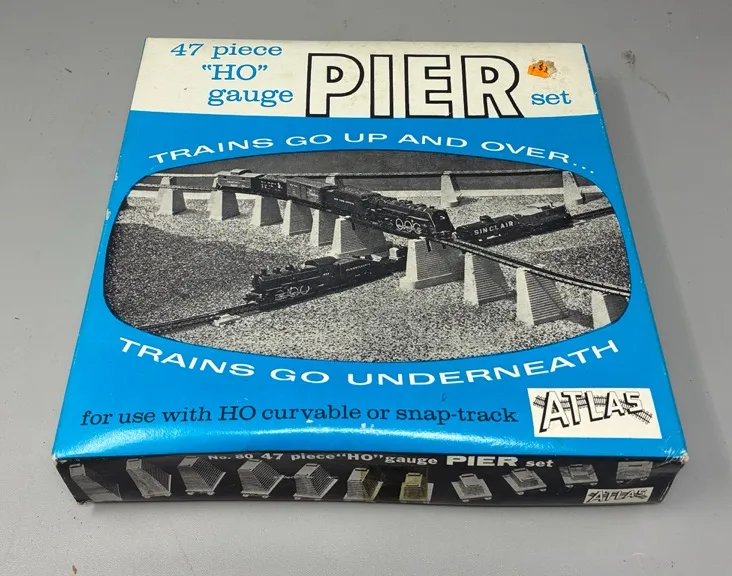 47 piece
"HO"
gauge
PIER
set
TRAINS GO UP AND OVER...
SINCLAIR
TRAINS GO UNDERNEATH
for use with HO curvable or snap-track
ATLAS
47 piece "HO" gauge PIER set
ATLAS